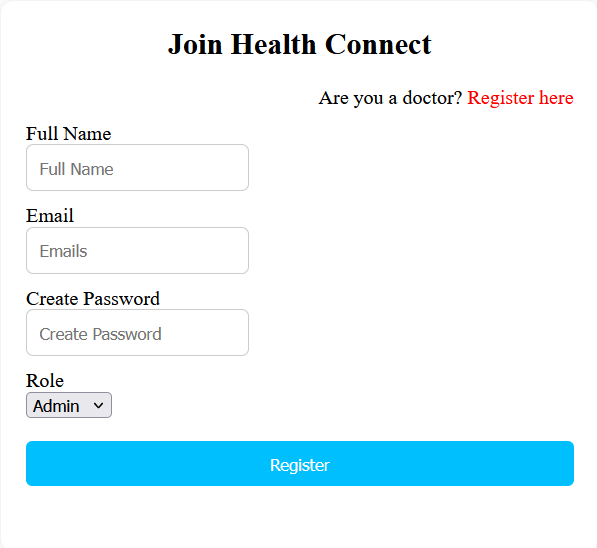 Join Health Connect
Are you a doctor? Register here
Full Name
Full Name
Email
Emails
Create Password
Create Password
Role
Admin
Register